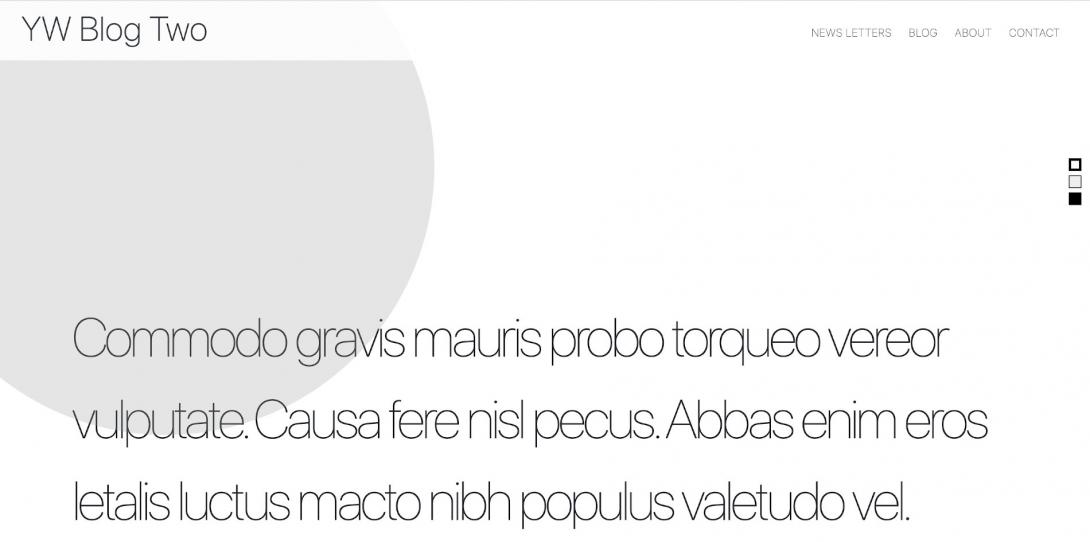 YW Blog Two
NEWS LETTERS BLOG ABOUT CONTACT
Commodo gravis mauris probo torqueo vereor
vulputate. Causa fere nisl pecus. Abbas enim eros
letalis luctus macto nibh populus valetudo vel.